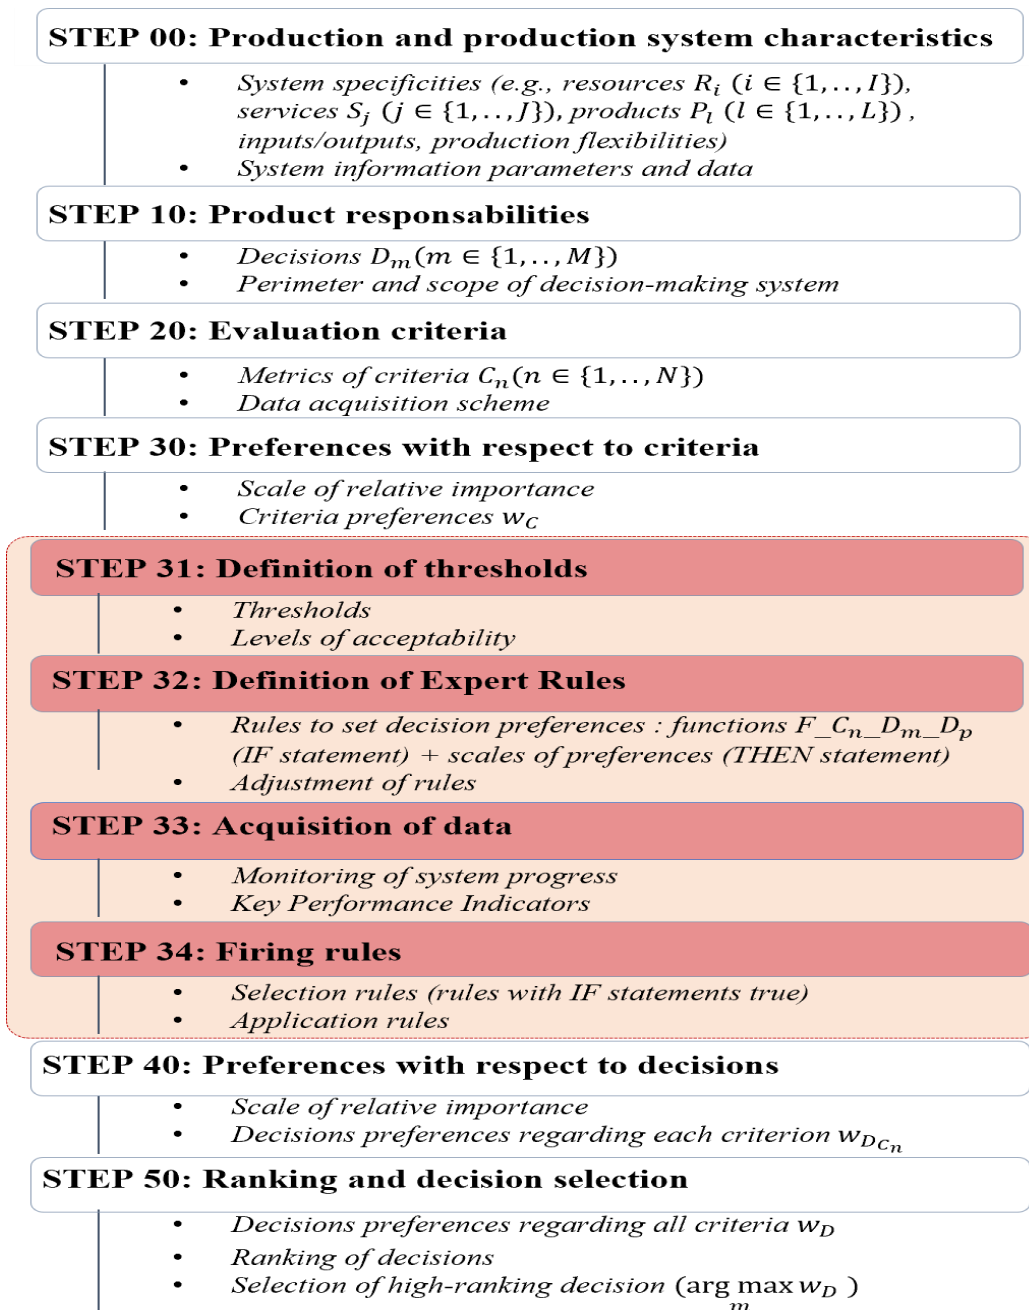 STEP 00: Production and production system characteristics
• System specificities (e.g., resources R_i (i ∈ {1,..,I}),
services S_j (j ∈ {1,..,J}), products P_l (l ∈ {1,..,L}) ,
inputs/outputs, production flexibilities)
• System information parameters and data
STEP 10: Product responsabilities
• Decisions D_m(m ∈ {1,..,M})
• Perimeter and scope of decision-making system
STEP 20: Evaluation criteria
• Metrics of criteria C_n(n ∈ {1,..,N})
• Data acquisition scheme
STEP 30: Preferences with respect to criteria
• Scale of relative importance
• Criteria preferences w_C
STEP 31: Definition of thresholds
• Thresholds
• Levels of acceptability
STEP 32: Definition of Expert Rules
• Rules to set decision preferences : functions F_C_n_D_m_D_p
(IF statement) + scales of preferences (THEN statement)
• Adjustment of rules
STEP 33: Acquisition of data
• Monitoring of system progress
• Key Performance Indicators
STEP 34: Firing rules
• Selection rules (rules with IF statements true)
• Application rules
STEP 40: Preferences with respect to decisions
• Scale of relative importance
• Decisions preferences regarding each criterion w_{D_{C_n}}
STEP 50: Ranking and decision selection
• Decisions preferences regarding all criteria w_D
• Ranking of decisions
• Selection of high-ranking decision (arg max w_D )
m